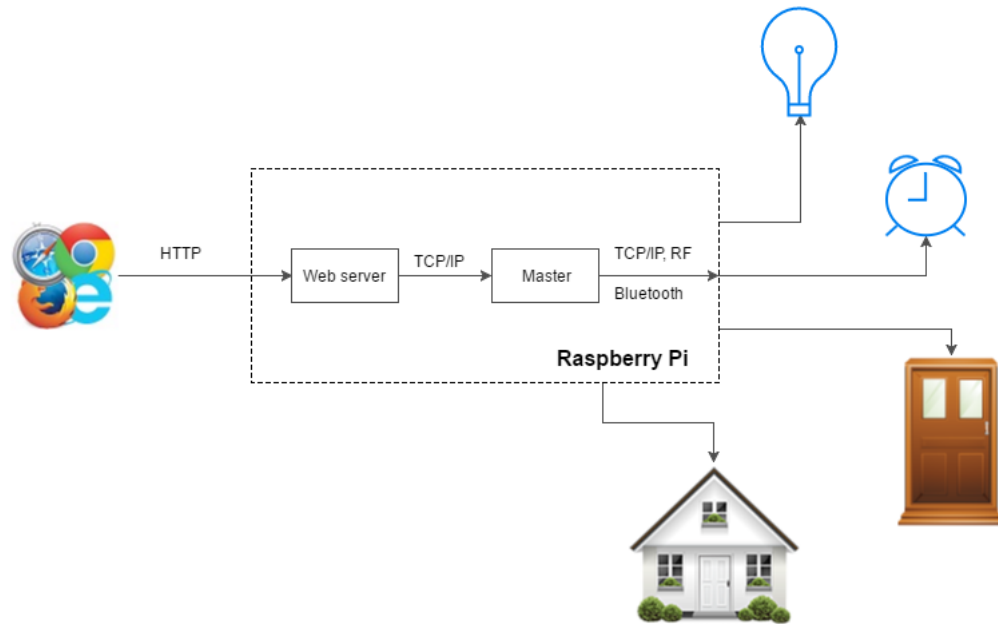 HTTP
Web server
TCP/IP
Master
TCP/IP, RF
Bluetooth
Raspberry Pi